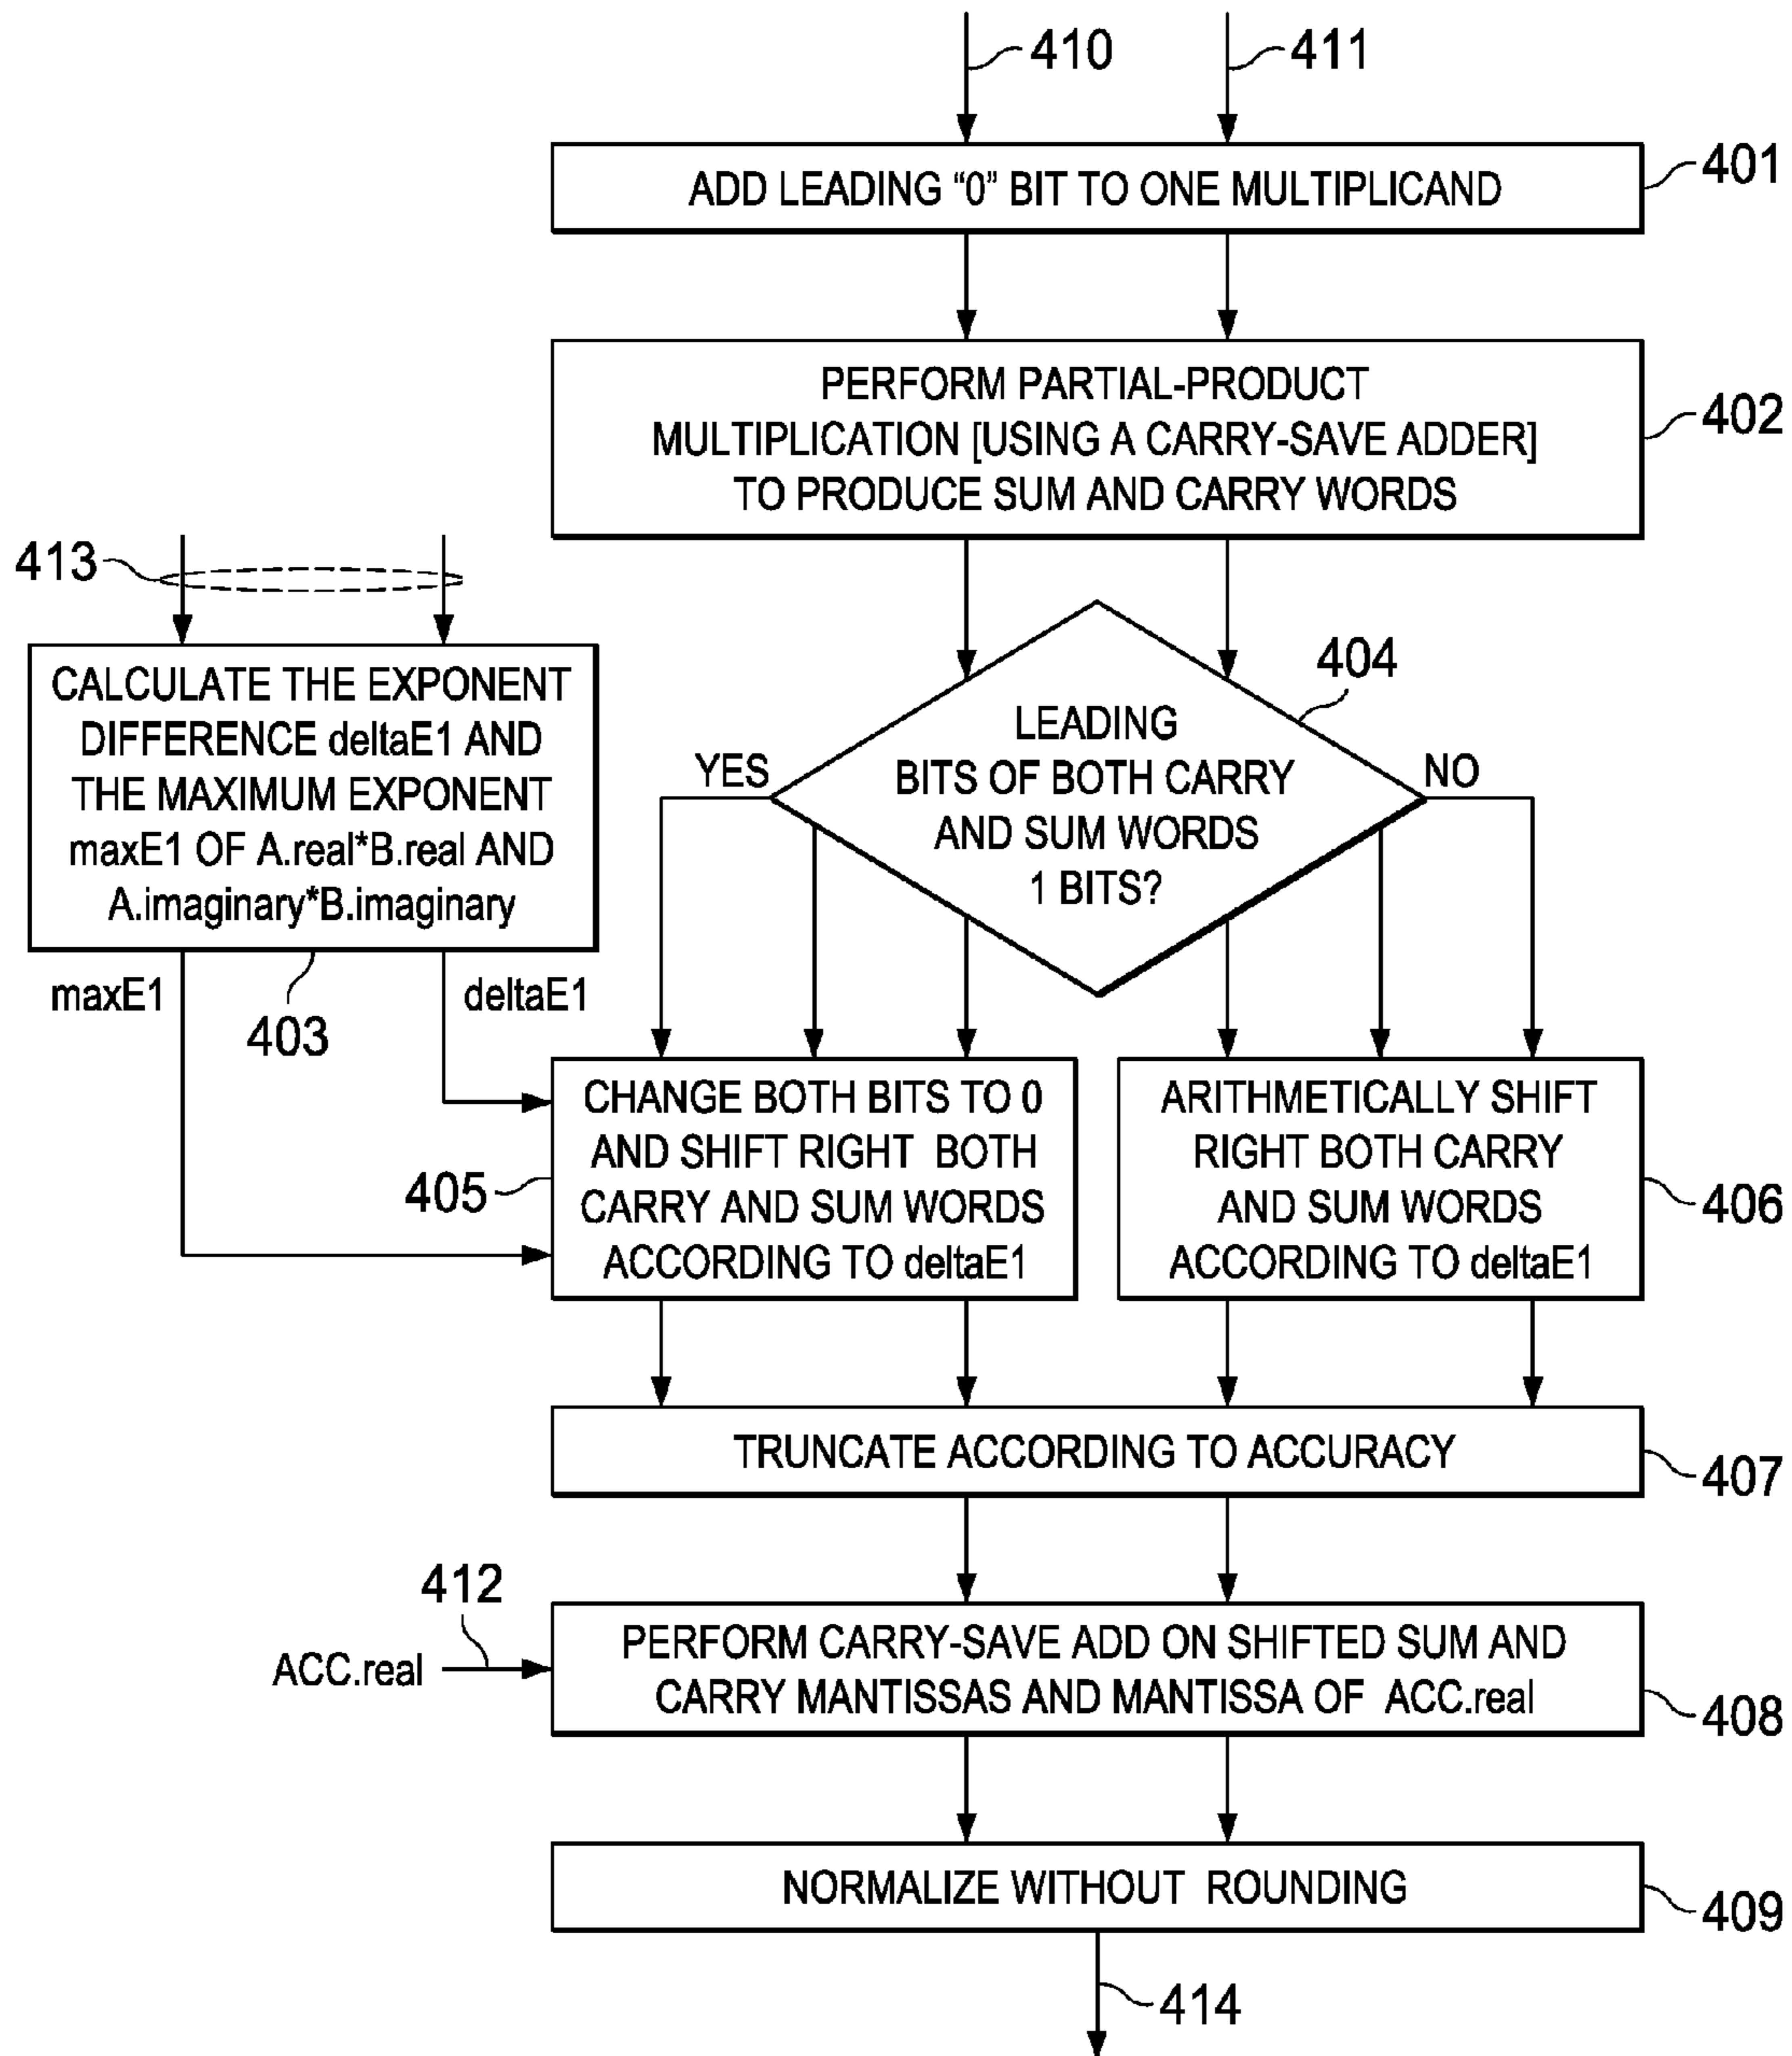 410
411
ADD LEADING “0” BIT TO ONE MULTIPLICAND
401
PERFORM PARTIAL-PRODUCT
MULTIPLICATION [USING A CARRY-SAVE ADDER]
TO PRODUCE SUM AND CARRY WORDS
402
413
CALCULATE THE EXPONENT
DIFFERENCE deltaE1 AND
THE MAXIMUM EXPONENT
maxE1 OF A.real*B.real AND
A.imaginary*B.imaginary
403
maxE1
deltaE1
404
LEADING
BITS OF BOTH CARRY
AND SUM WORDS
1 BITS?
YES
NO
CHANGE BOTH BITS TO 0
AND SHIFT RIGHT BOTH
CARRY AND SUM WORDS
ACCORDING TO deltaE1
405
ARITHMETICALLY SHIFT
RIGHT BOTH CARRY
AND SUM WORDS
ACCORDING TO deltaE1
406
TRUNCATE ACCORDING TO ACCURACY
407
412
ACC.real
PERFORM CARRY-SAVE ADD ON SHIFTED SUM AND
CARRY MANTISSAS AND MANTISSA OF ACC.real
408
NORMALIZE WITHOUT ROUNDING
409
414